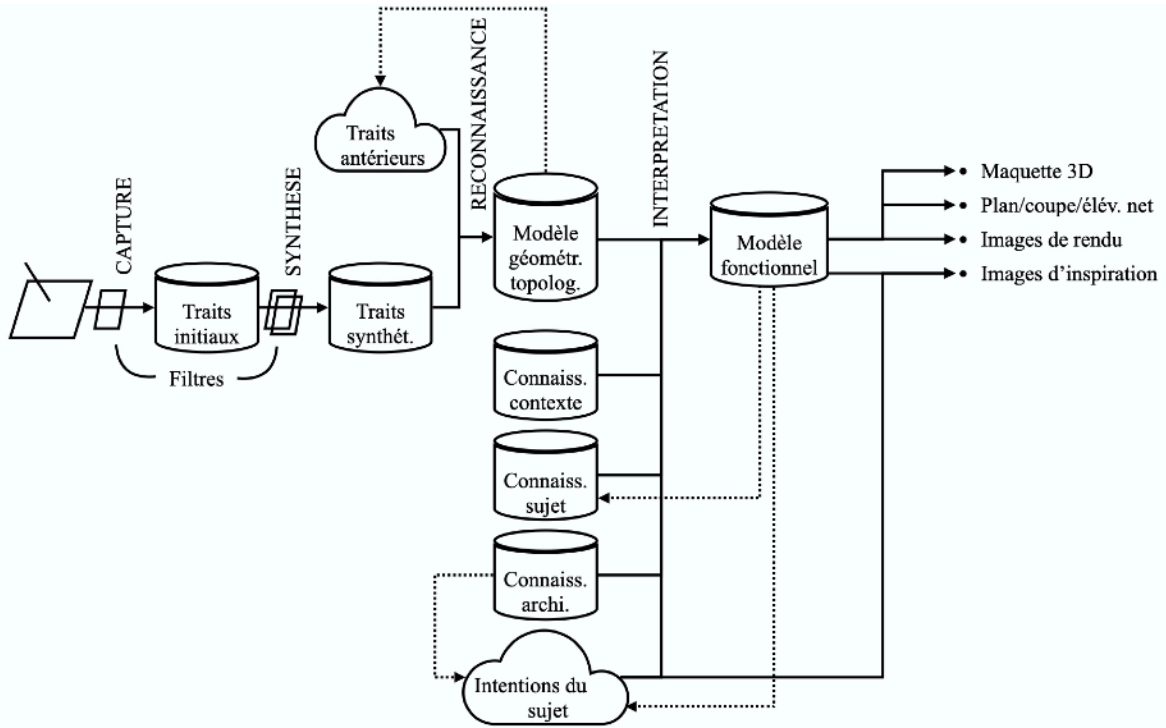 CAPTURE
SYNTHESE
RECONNAISSANCE
INTERPRETATION
Traits
antérieurs
Traits
initiaux
Traits
synthét.
Filtres
Modèle
géométr.
topolog.
Connaiss.
contexte
Connaiss.
sujet
Connaiss.
archi.
Intentions du
sujet
Modèle
fonctionnel
• Maquette 3D
• Plan/coupe/élév. net
• Images de rendu
• Images d’inspiration